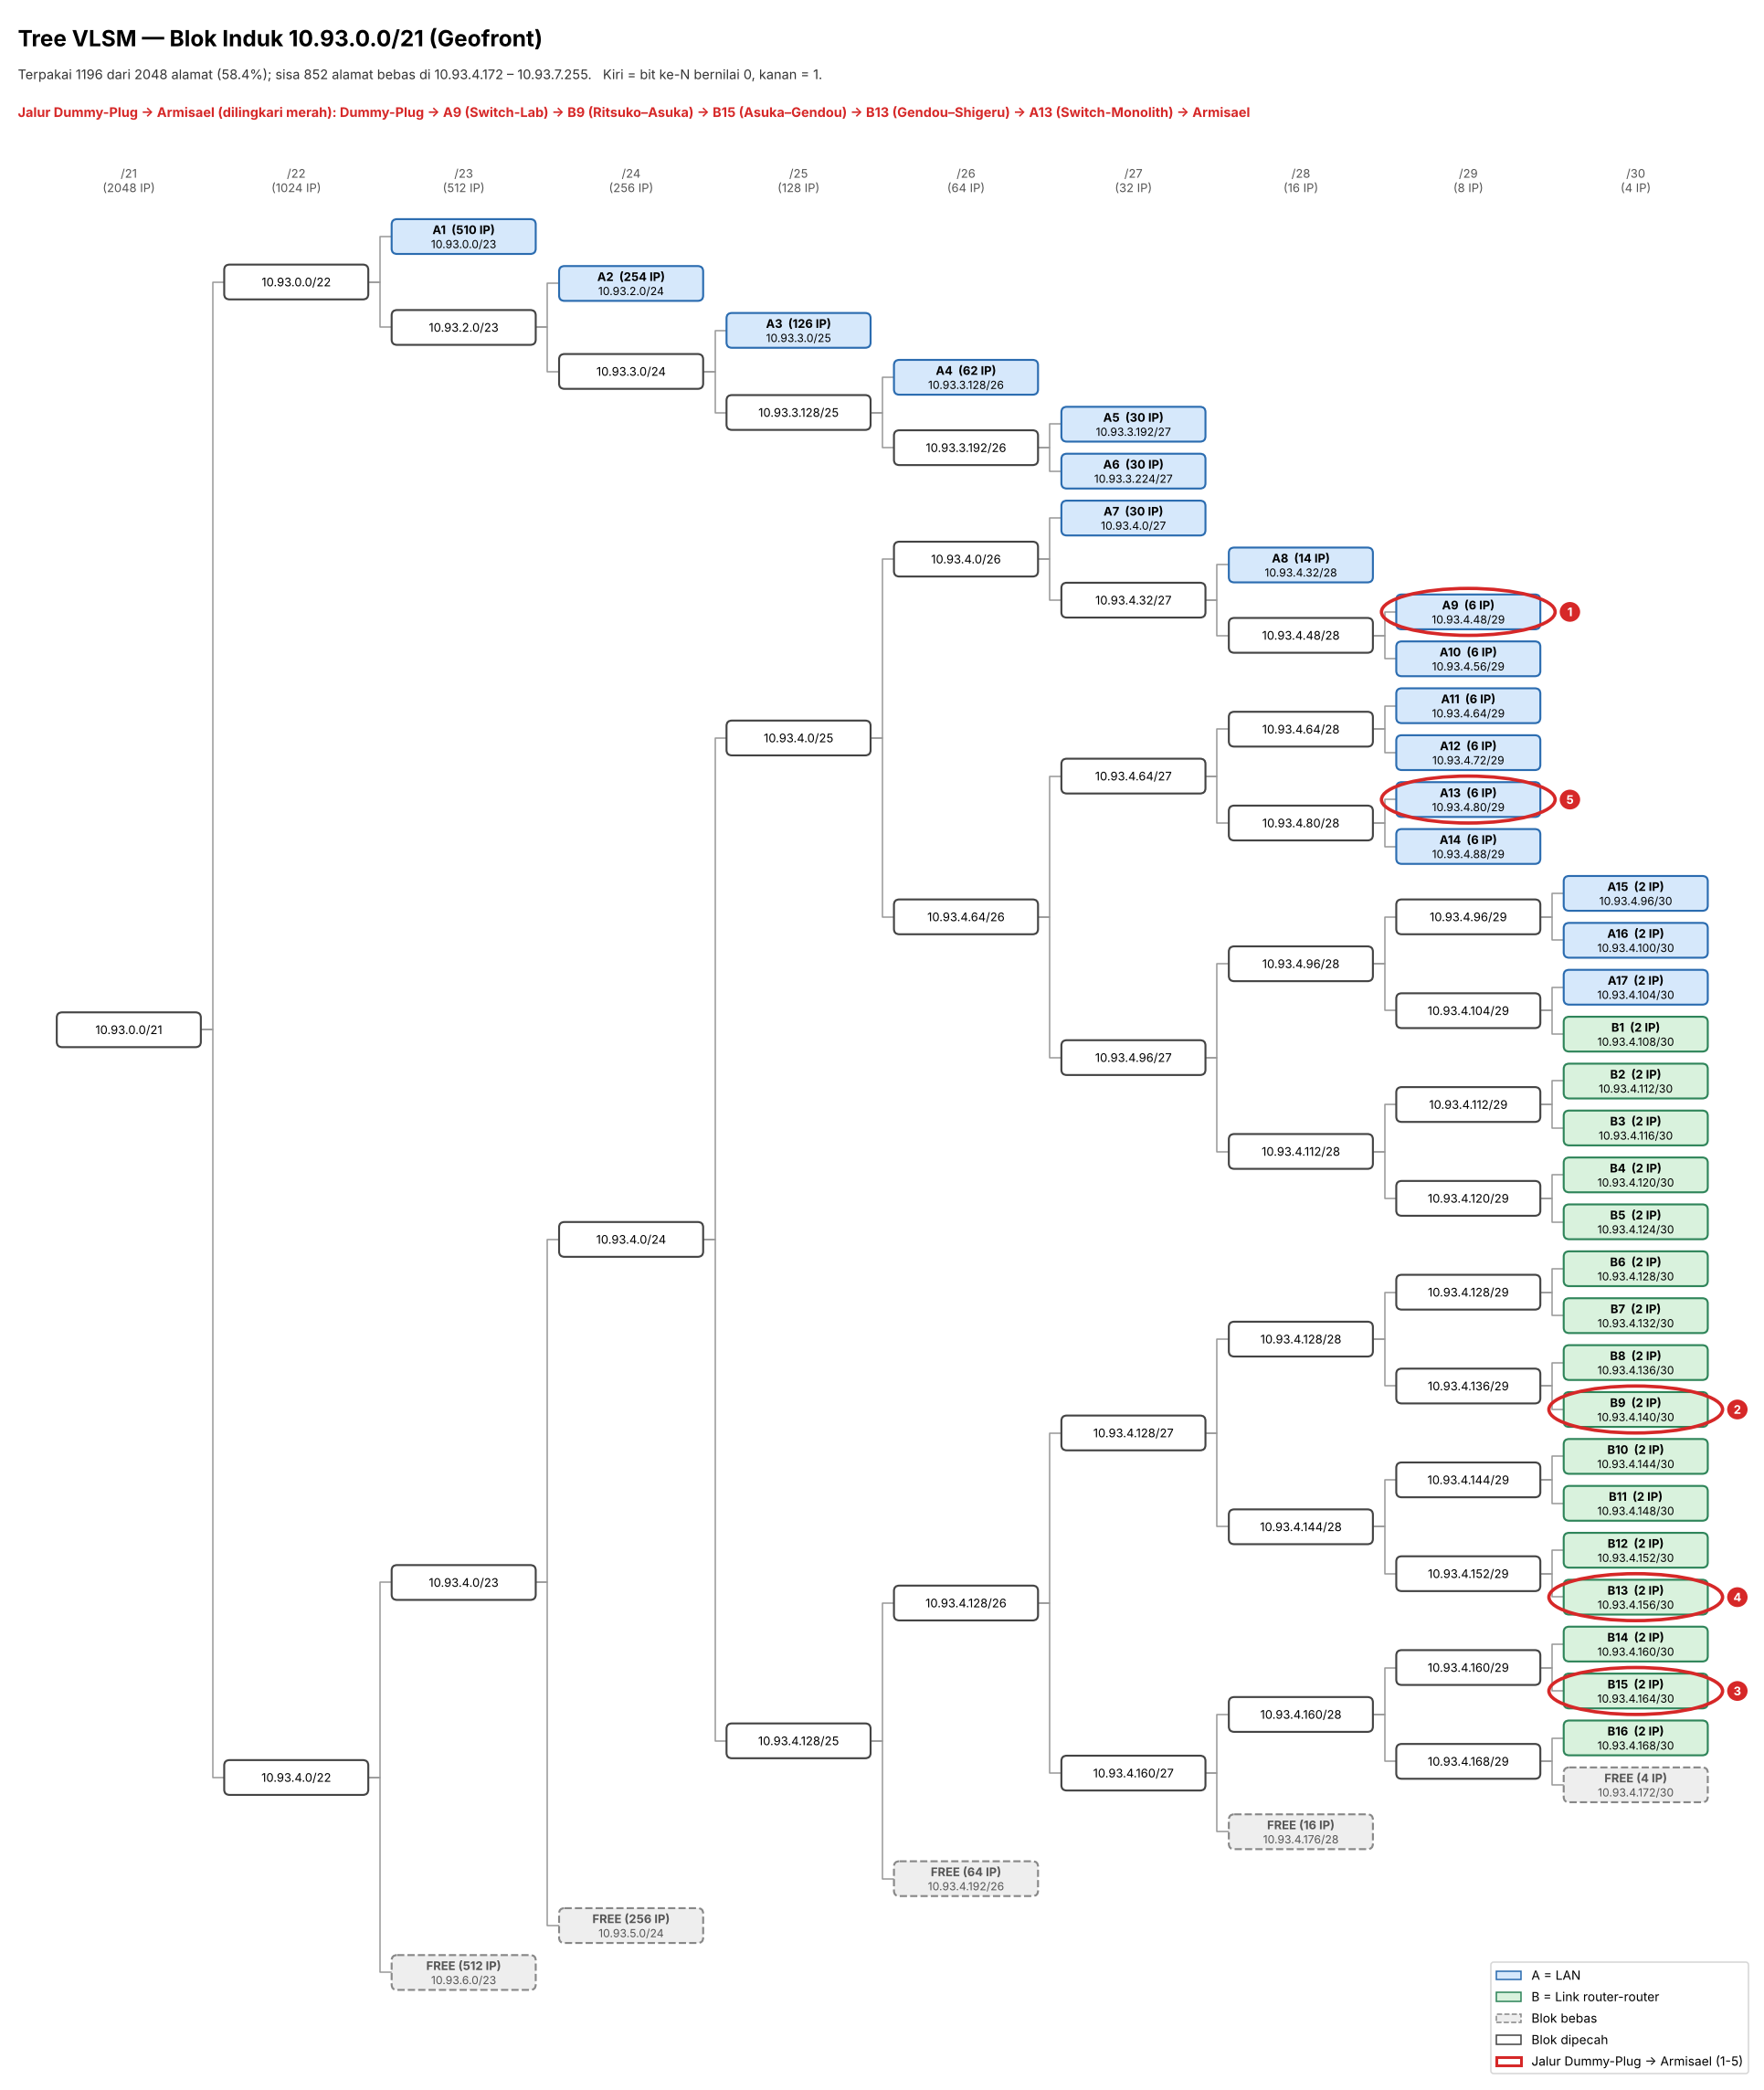 Tree VLSM — Blok Induk 10.93.0.0/21 (Geofront)
Terpakai 1196 dari 2048 alamat (58.4%); sisa 852 alamat bebas di 10.93.4.172 – 10.93.7.255.   Kiri = bit ke-N bernilai 0, kanan = 1.
Jalur Dummy-Plug → Armisael (dilingkari merah): Dummy-Plug → A9 (Switch-Lab) → B9 (Ritsuko–Asuka) → B15 (Asuka–Gendou) → B13 (Gendou–Shigeru) → A13 (Switch-Monolith) → Armisael
/21
(2048 IP)
/22
(1024 IP)
/23
(512 IP)
/24
(256 IP)
/25
(128 IP)
/26
(64 IP)
/27
(32 IP)
/28
(16 IP)
/29
(8 IP)
/30
(4 IP)
A1 (510 IP)
10.93.0.0/23
A2 (254 IP)
10.93.2.0/24
10.93.0.0/22
A3 (126 IP)
10.93.3.0/25
10.93.2.0/23
10.93.3.0/24
A4 (62 IP)
10.93.3.128/26
10.93.3.128/25
A5 (30 IP)
10.93.3.192/27
10.93.3.192/26
A6 (30 IP)
10.93.3.224/27
A7 (30 IP)
10.93.4.0/27
10.93.4.0/26
A8 (14 IP)
10.93.4.32/28
10.93.4.32/27
A9 (6 IP)
10.93.4.48/29
1
10.93.4.48/28
A10 (6 IP)
10.93.4.56/29
A11 (6 IP)
10.93.4.64/29
10.93.4.64/28
10.93.4.0/25
A12 (6 IP)
10.93.4.72/29
10.93.4.64/27
A13 (6 IP)
10.93.4.80/29
5
10.93.4.80/28
A14 (6 IP)
10.93.4.88/29
A15 (2 IP)
10.93.4.96/30
10.93.4.64/26
10.93.4.96/29
A16 (2 IP)
10.93.4.100/30
10.93.4.96/28
A17 (2 IP)
10.93.4.104/30
10.93.4.104/29
10.93.0.0/21
B1 (2 IP)
10.93.4.108/30
10.93.4.96/27
B2 (2 IP)
10.93.4.112/30
10.93.4.112/29
B3 (2 IP)
10.93.4.116/30
10.93.4.112/28
B4 (2 IP)
10.93.4.120/30
10.93.4.120/29
B5 (2 IP)
10.93.4.124/30
10.93.4.0/24
B6 (2 IP)
10.93.4.128/30
10.93.4.128/29
B7 (2 IP)
10.93.4.132/30
10.93.4.128/28
B8 (2 IP)
10.93.4.136/30
10.93.4.136/29
B9 (2 IP)
10.93.4.140/30
2
10.93.4.128/27
B10 (2 IP)
10.93.4.144/30
10.93.4.144/29
B11 (2 IP)
10.93.4.148/30
10.93.4.144/28
B12 (2 IP)
10.93.4.152/30
10.93.4.152/29
10.93.4.0/23
B13 (2 IP)
10.93.4.156/30
4
10.93.4.128/26
B14 (2 IP)
10.93.4.160/30
10.93.4.160/29
B15 (2 IP)
10.93.4.164/30
3
10.93.4.160/28
B16 (2 IP)
10.93.4.168/30
10.93.4.128/25
10.93.4.168/29
10.93.4.160/27
10.93.4.0/22
FREE (4 IP)
10.93.4.172/30
FREE (16 IP)
10.93.4.176/28
FREE (64 IP)
10.93.4.192/26
FREE (256 IP)
10.93.5.0/24
FREE (512 IP)
10.93.6.0/23
A = LAN
B = Link router-router
Blok bebas
Blok dipecah
Jalur Dummy-Plug → Armisael (1-5)